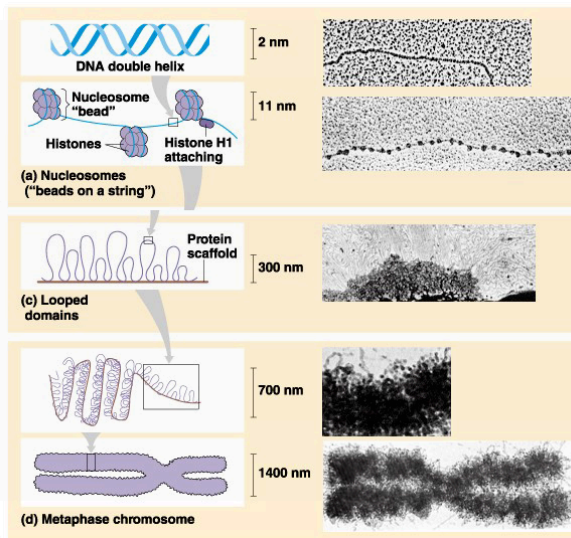 2 nm
DNA double helix
Nucleosome
"bead"
11 nm
Histones
Histone H1
attaching
(a) Nucleosomes
("beads on a string")
Protein
scaffold
300 nm
(c) Looped
domains
700 nm
1400 nm
(d) Metaphase chromosome